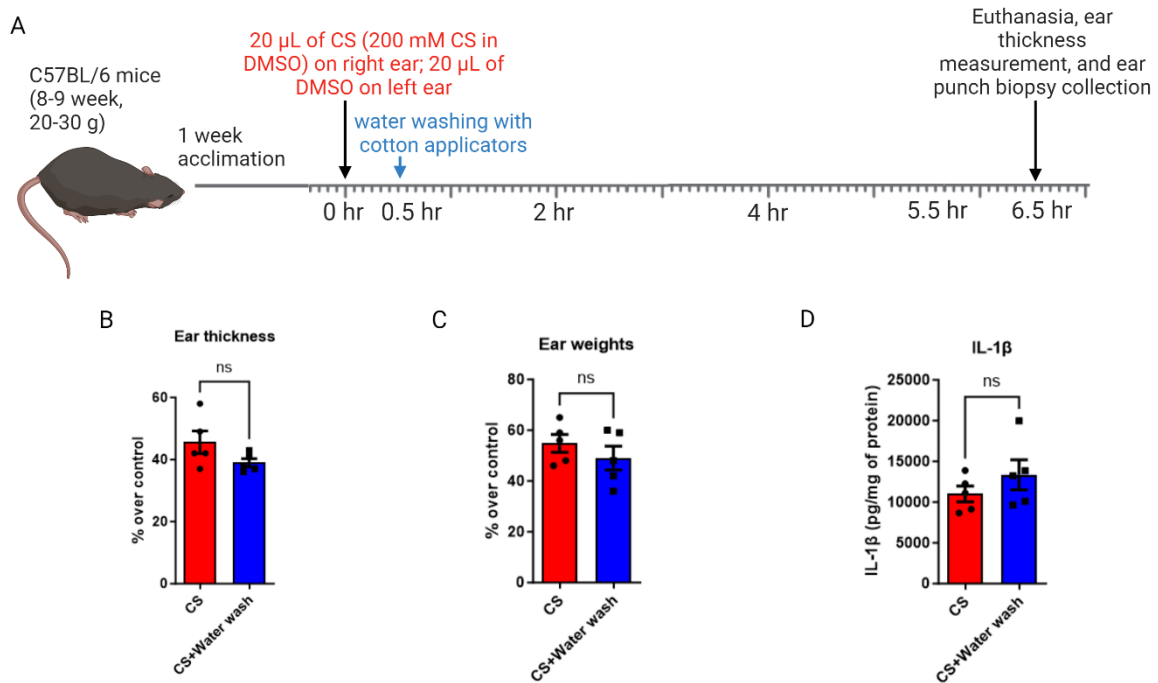 A
C57BL/6 mice
(8-9 week,
20-30 g)
1 week
acclimation
20 µL of CS (200 mM CS in
DMSO) on right ear; 20 µL of
DMSO on left ear
water washing with
cotton applicators
Euthanasia, ear
thickness
measurement, and ear
punch biopsy collection
0 hr
0.5 hr
2 hr
4 hr
5.5 hr
6.5 hr
B
Ear thickness
ns
% over control
60
40
20
0
CS
CS+Water wash
C
Ear weights
ns
% over control
80
60
40
20
0
CS
CS+Water wash
D
IL-1β
ns
IL-1β (pg/mg of protein)
25000
20000
15000
10000
5000
0
CS
CS+Water wash